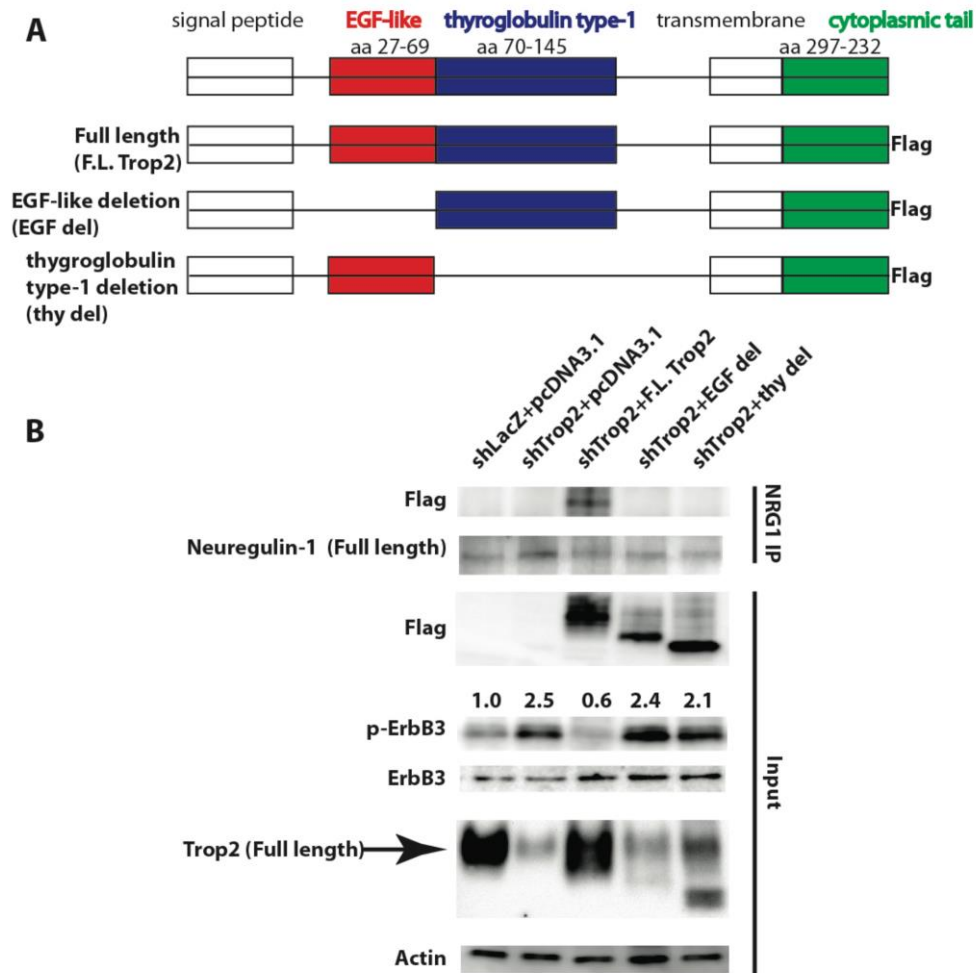 A
signal peptide EGF-like thyroglobulin type-1 transmembrane cytoplasmic tail
aa 27-69 aa 70-145 aa 297-232
Full length
(F.L. Trop2)
Flag
EGF-like deletion
(EGF del)
Flag
thygroglobulin
type-1 deletion
(thy del)
Flag
B
shLacZ+pcDNA3.1
shTrop2+pcDNA3.1
shTrop2+F.L. Trop2
shTrop2+EGF del
shTrop2+thy del
Flag
Neuregulin-1 (Full length)
NRG1 IP
Flag
1.0 2.5 0.6 2.4 2.1
p-ErbB3
ErbB3
Input
Trop2 (Full length)
Actin